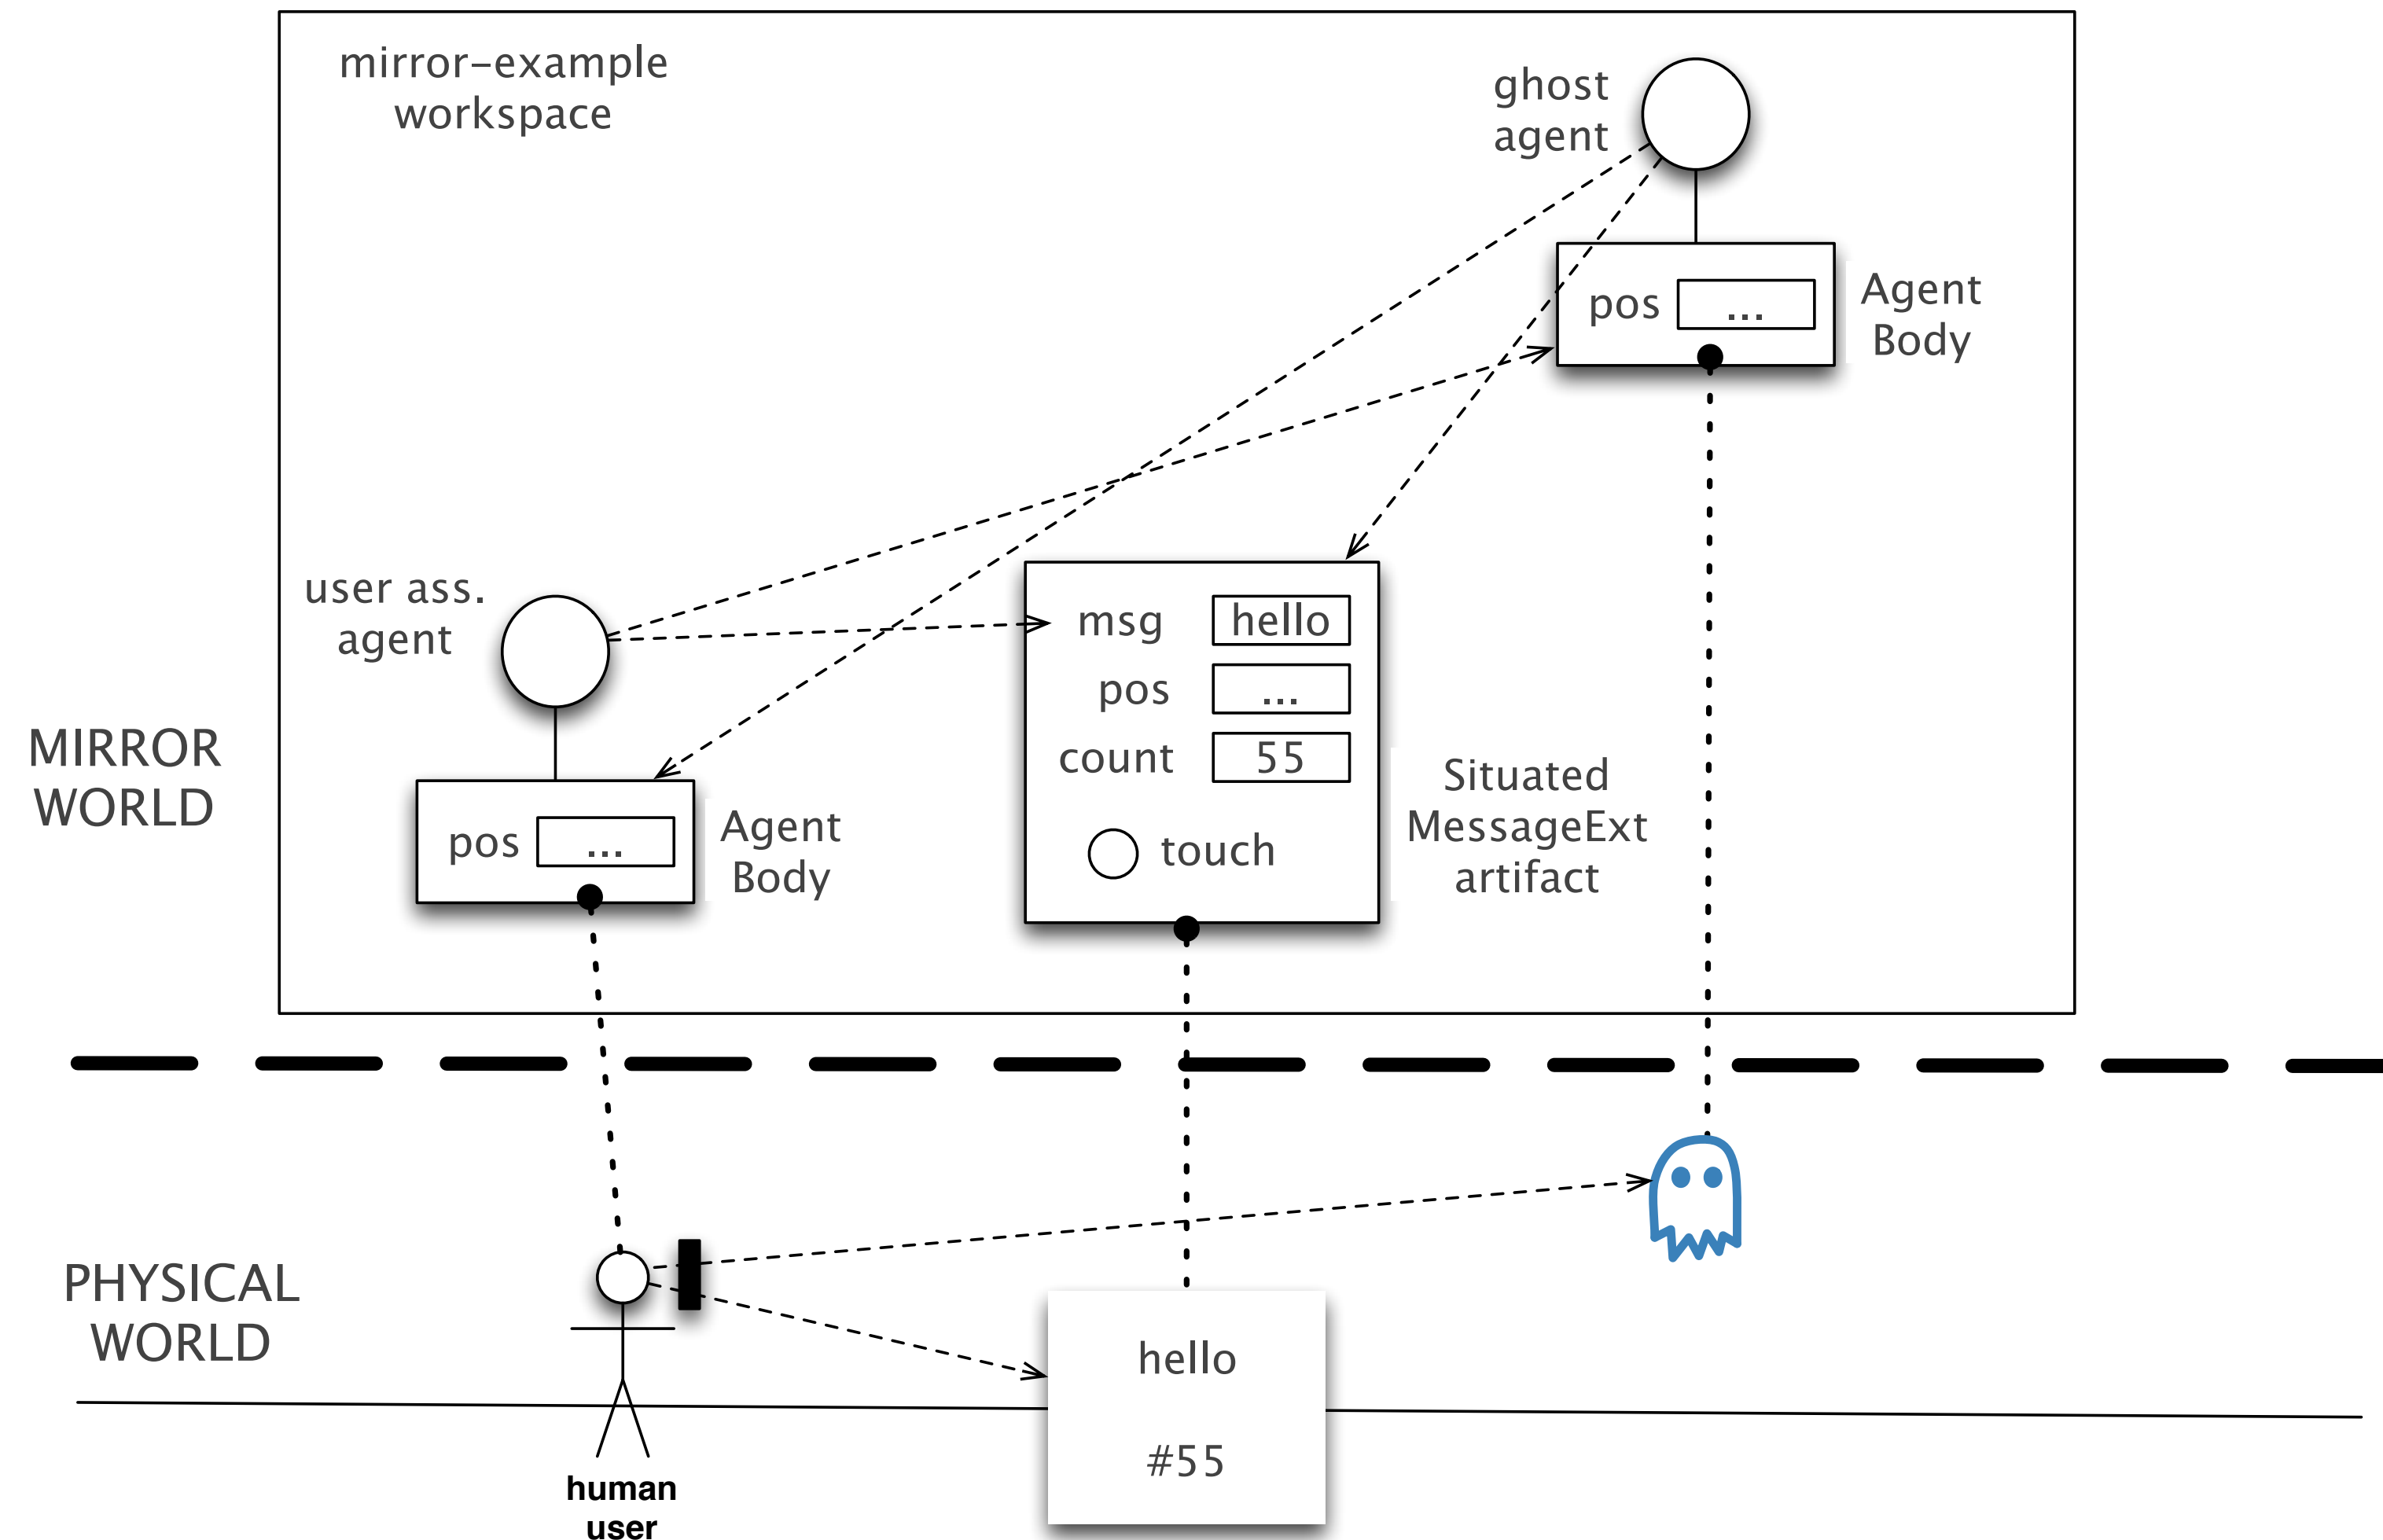 mirror-example
workspace
ghost
agent
pos
...
Agent
Body
user ass.
agent
msg
hello
pos
...
count
55
touch
Situated
MessageExt
artifact
MIRROR
WORLD
pos
...
Agent
Body
PHYSICAL
WORLD
hello
#55
human
user